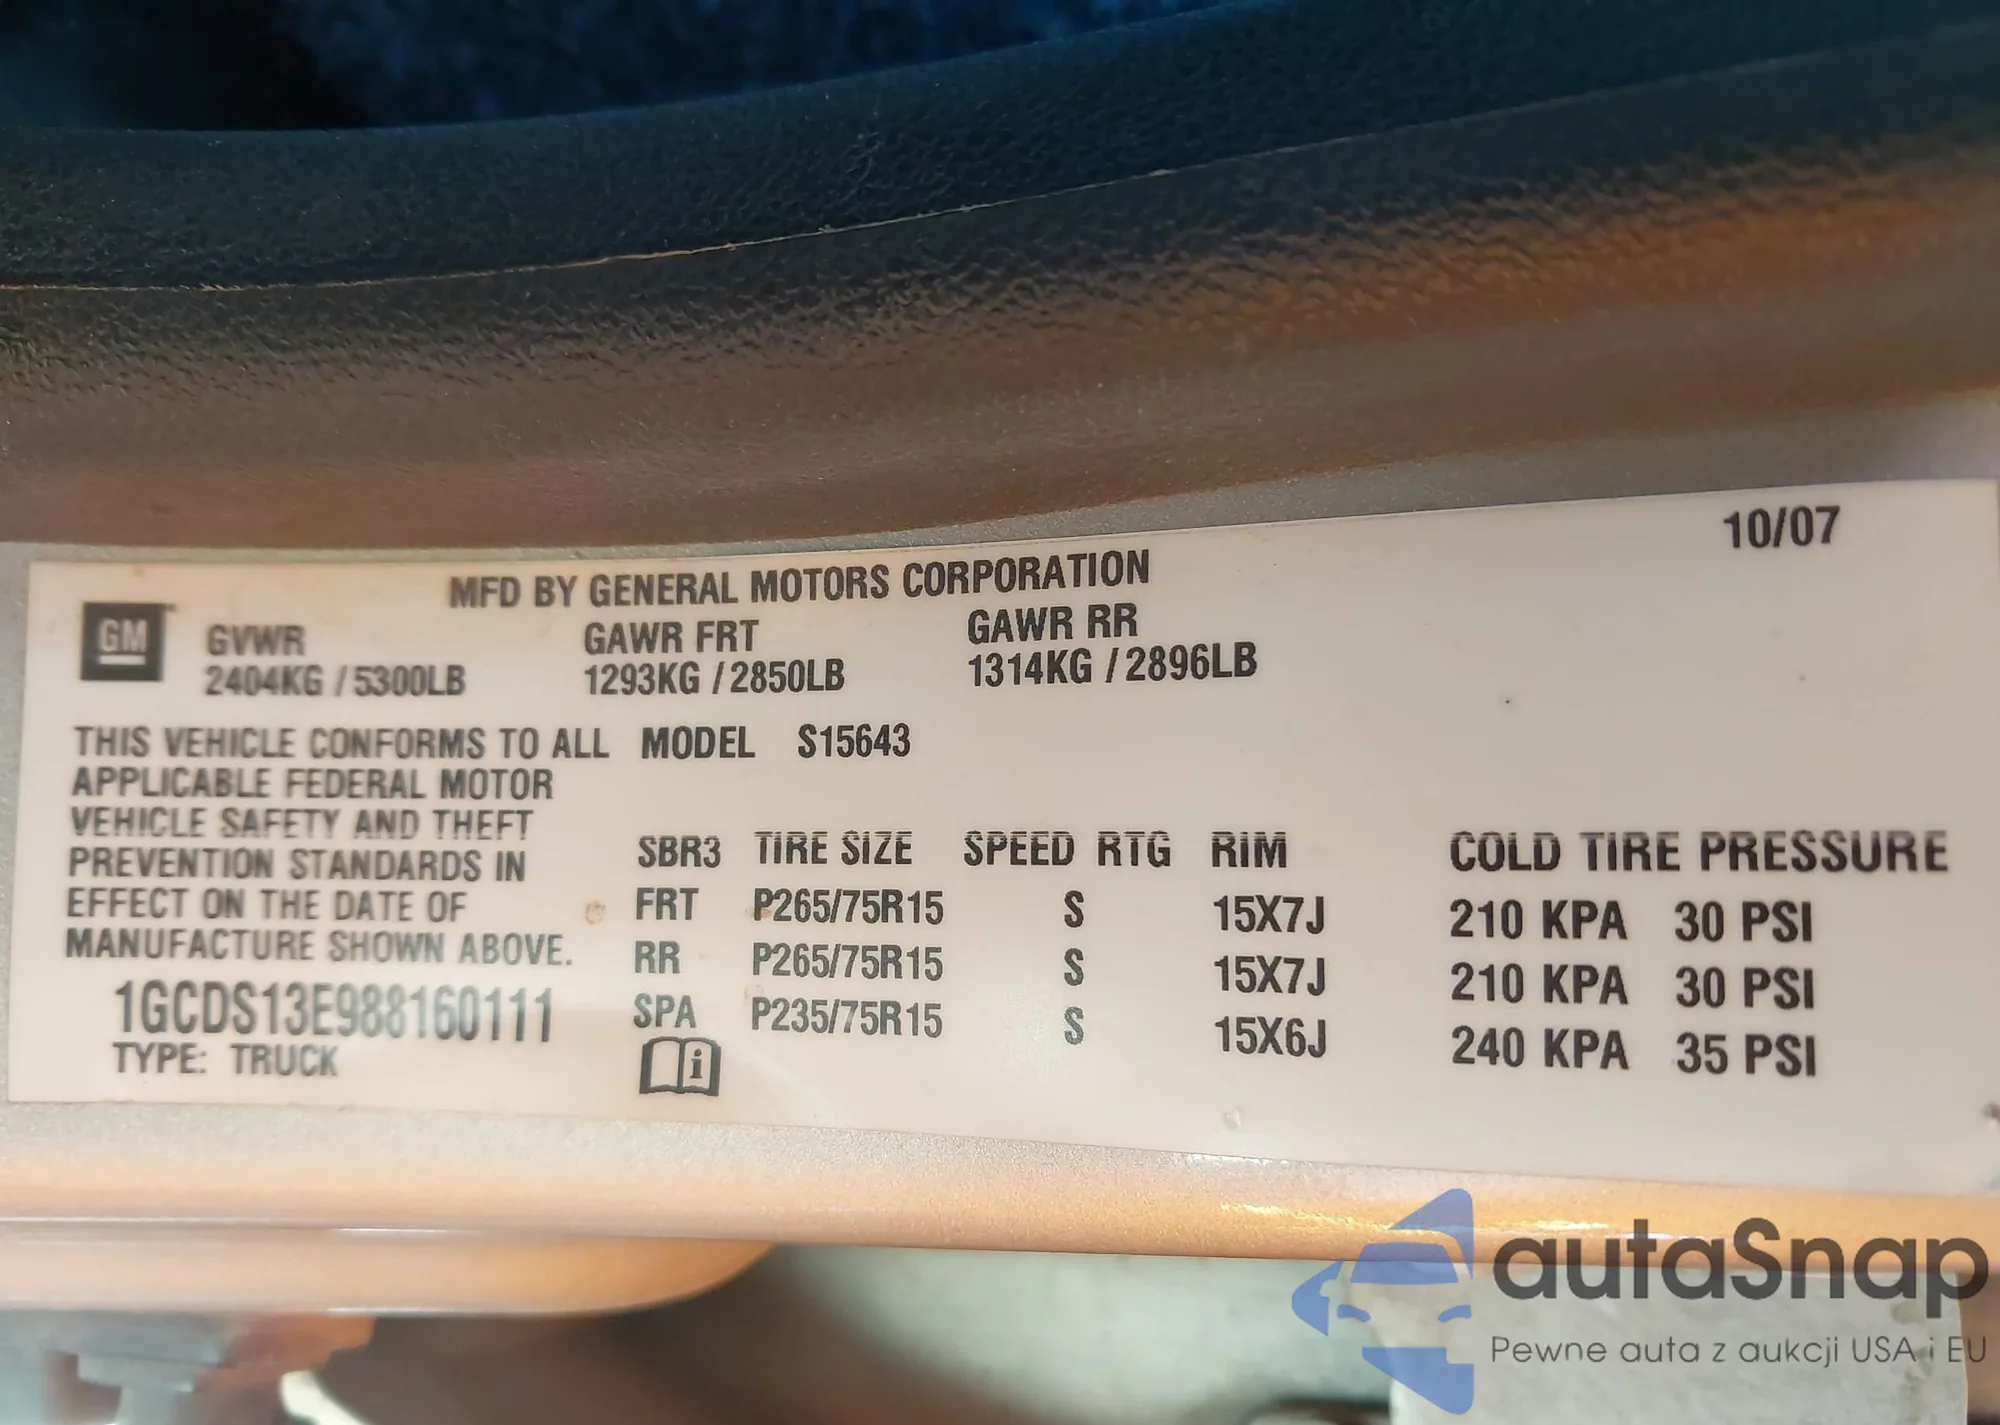 10/07
MFD BY GENERAL MOTORS CORPORATION
GM
GVWR GAWR FRT GAWR RR
2404KG / 5300LB 1293KG / 2850LB 1314KG / 2896LB
THIS VEHICLE CONFORMS TO ALL MODEL S15643
APPLICABLE FEDERAL MOTOR
VEHICLE SAFETY AND THEFT
PREVENTION STANDARDS IN
EFFECT ON THE DATE OF
MANUFACTURE SHOWN ABOVE.
1GCDS13E988160111
TYPE: TRUCK
SBR3 TIRE SIZE SPEED RTG RIM COLD TIRE PRESSURE
FRT P265/75R15 S 15X7J 210 KPA 30 PSI
RR P265/75R15 S 15X7J 210 KPA 30 PSI
SPA P235/75R15 S 15X6J 240 KPA 35 PSI
i
autaSnap
Pewne auta z aukcji USA i EU